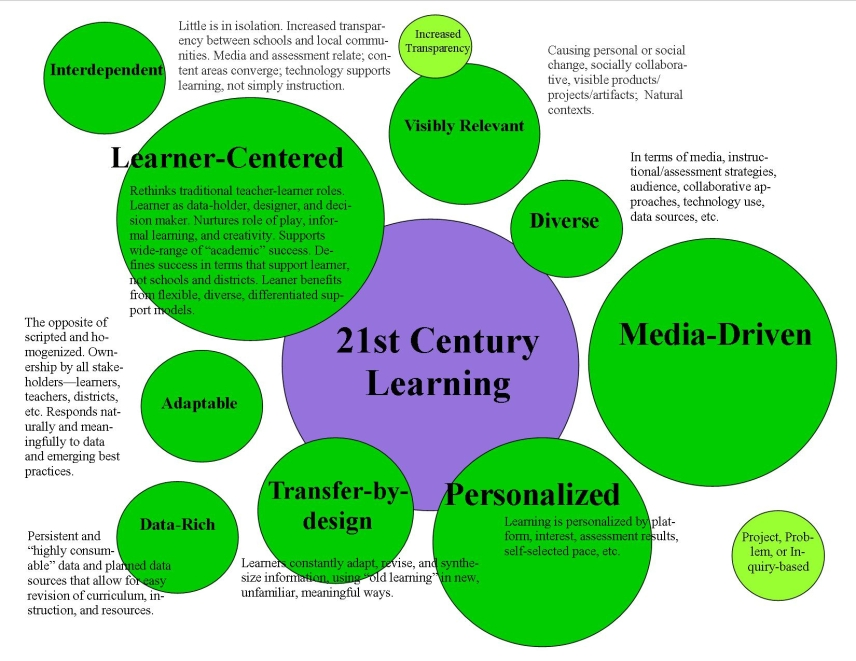 Little is in isolation. Increased transpar-
ency between schools and local commu-
nities. Media and assessment relate; con-
tent areas converge; technology supports
learning, not simply instruction.
Increased
Transparency
Causing personal or social
change, socially collabora-
tive, visible products/
projects/artifacts;  Natural
contexts.
Interdependent
Visibly Relevant
Learner-Centered
Rethinks traditional teacher-learner roles.
Learner as data-holder, designer, and deci-
sion maker. Nurtures role of play, infor-
mal learning, and creativity. Supports
wide-range of “academic” success. De-
fines success in terms that support learner,
not schools and districts. Leaner benefits
from flexible, diverse, differentiated sup-
port models.
In terms of media, instruc-
tional/assessment strategies,
audience, collaborative ap-
proaches, technology use,
data sources, etc.
Diverse
21st Century
Learning
Media-Driven
The opposite of
scripted and ho-
mogenized. Own-
ership by all stake-
holders—learners,
teachers, districts,
etc. Responds nat-
urally and mean-
ingfully to data
and emerging best
practices.
Adaptable
Transfer-by-
design
Learners constantly adapt, revise, and synthe-
size information, using “old learning” in new,
unfamiliar, meaningful ways.
Personalized
Learning is personalized by plat-
form, interest, assessment results,
self-selected pace, etc.
Data-Rich
Persistent and
“highly consum-
able” data and planned data
sources that allow for easy
revision of curriculum, in-
struction, and resources.
Project, Prob-
lem, or In-
quiry-based